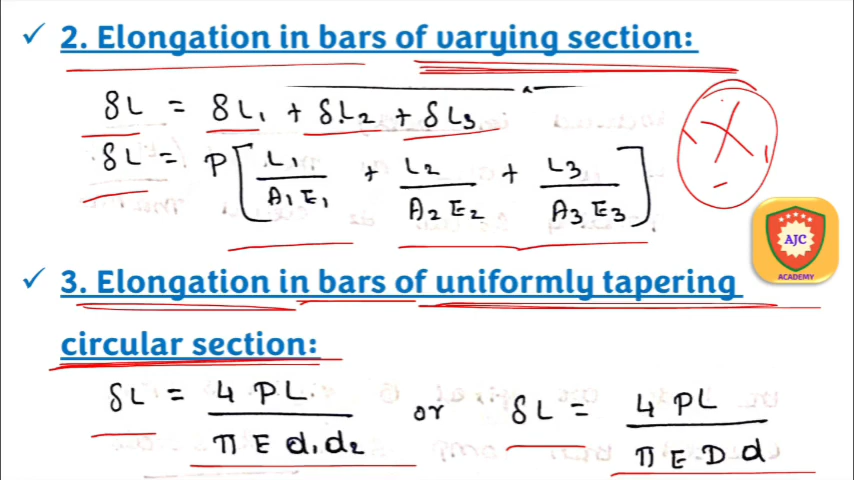 ✓ 2. Elongation in bars of varying section:
δL = δL₁ + δL₂ + δL₃
δL = P[L₁/A₁E₁ + L₂/A₂E₂ + L₃/A₃E₃]
AJC
ACADEMY
✓ 3. Elongation in bars of uniformly tapering
circular section:
δL = 4PL/πEd₁d₂ or δL = 4PL/πEDd